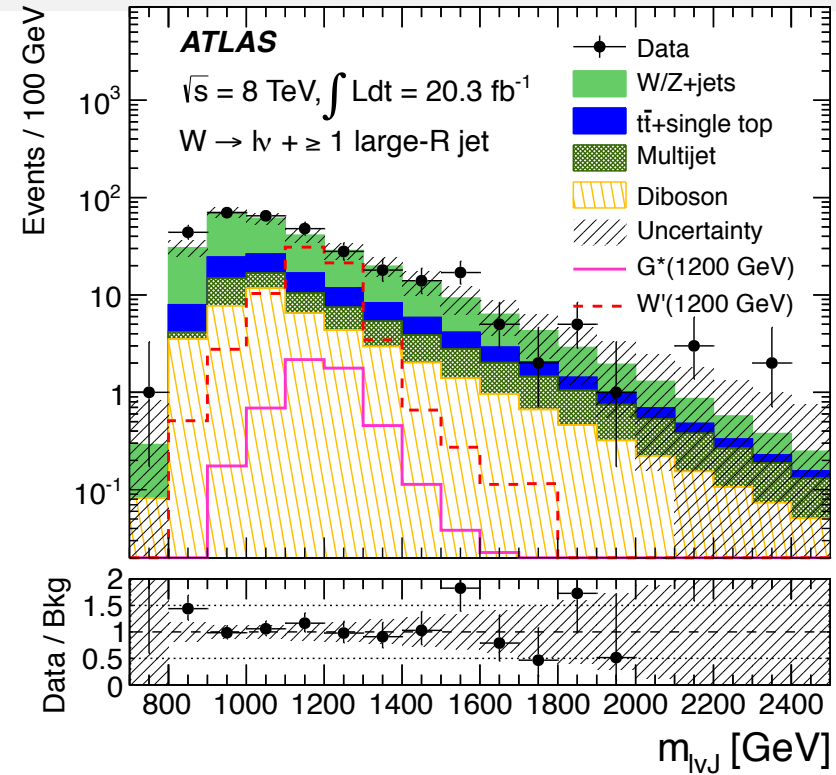 ATLAS
√s = 8 TeV, ∫ Ldt = 20.3 fb⁻¹
W → lν + ≥ 1 large-R jet
Data
W/Z+jets
tt̄+single top
Multijet
Diboson
Uncertainty
G*(1200 GeV)
W'(1200 GeV)
Events / 100 GeV
10³
10²
10
1
10⁻¹
Data / Bkg
2
1.5
1
0.5
0
800 1000 1200 1400 1600 1800 2000 2200 2400
m_lνJ [GeV]